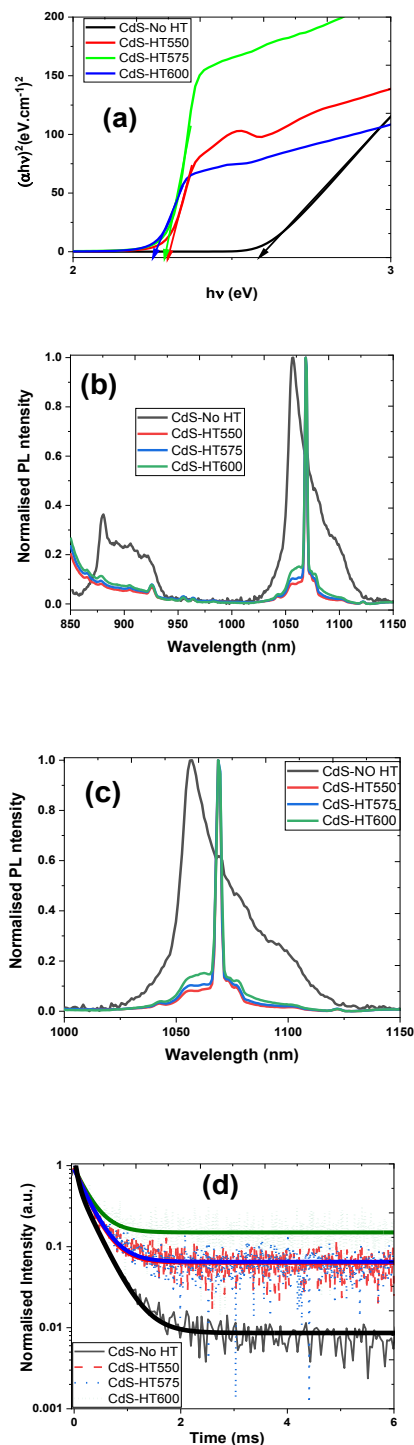 200
CdS-No HT
CdS-HT550
CdS-HT575
CdS-HT600
150
(a)
100
50
0
2
3
(αhν)²(eV.cm⁻¹)²
hν (eV)
1.0
(b)
CdS-No HT
CdS-HT550
CdS-HT575
CdS-HT600
0.8
0.6
0.4
0.2
0.0
850 900 950 1000 1050 1100 1150
Normalised PL Intensity
Wavelength (nm)
1.0
(c)
CdS-NO HT
CdS-HT550
CdS-HT575
CdS-HT600
0.8
0.6
0.4
0.2
0.0
1000 1050 1100 1150
Normalised PL Intensity
Wavelength (nm)
1
(d)
0.1
0.01
0.001
CdS-No HT
CdS-HT550
CdS-HT575
CdS-HT600
0 2 4 6
Normalised Intensity (a.u.)
Time (ms)